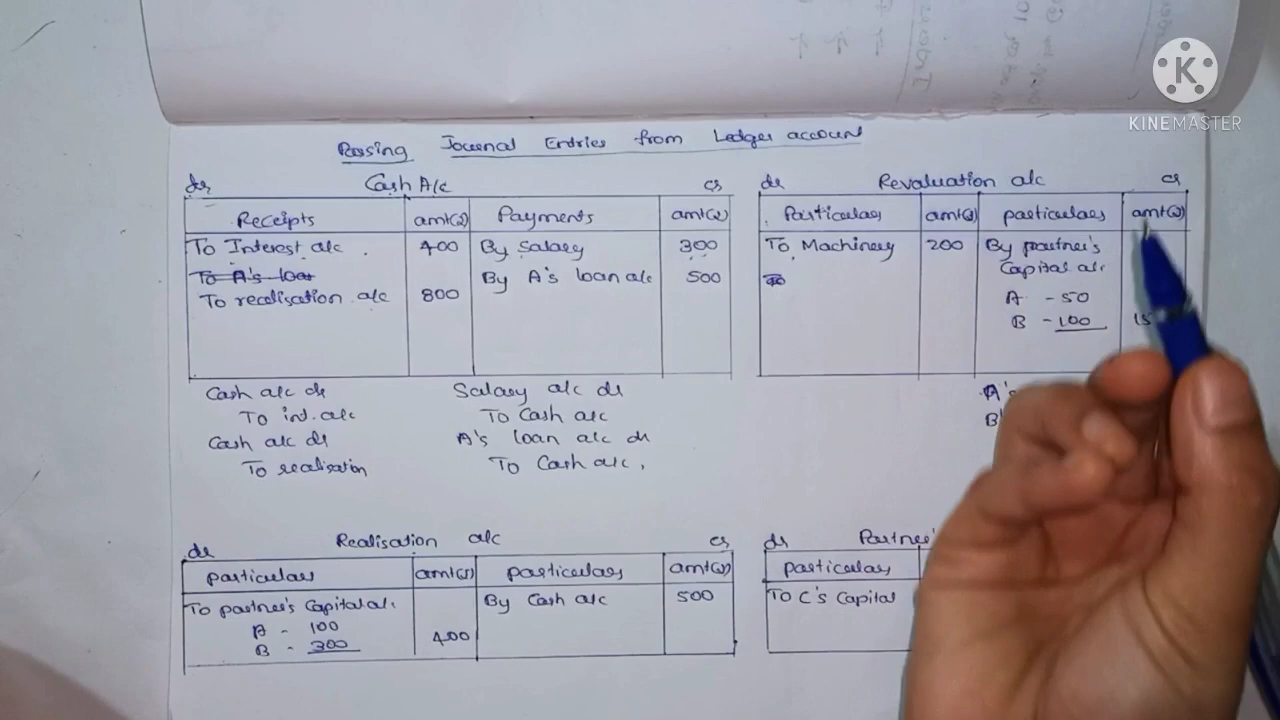 KINEMASTER
Passing Journal Entries from Ledger account
dr Cash A/c cr
Receipts amt(₹) Payments amt(₹)
To Interest a/c 400 By Salary 300
To A's loan
By A's loan a/c 500
To realisation a/c 800
Cash a/c dr
To int. a/c
Cash a/c dr
To realisation
Salary a/c dr
To Cash a/c
A's loan a/c dr
To Cash a/c,
dr Revaluation a/c cr
Particulars amt(₹) particulars amt(₹)
To Machinery 200 By partner's
Capital a/c
To
A - 50
B - 100 15
A's
B'
dr Realisation a/c cr
particulars amt(₹) particulars amt(₹)
To partner's Capital a/c By Cash a/c 500
A - 100
B - 300 400
dr Partner'
particulars
To C's Capital